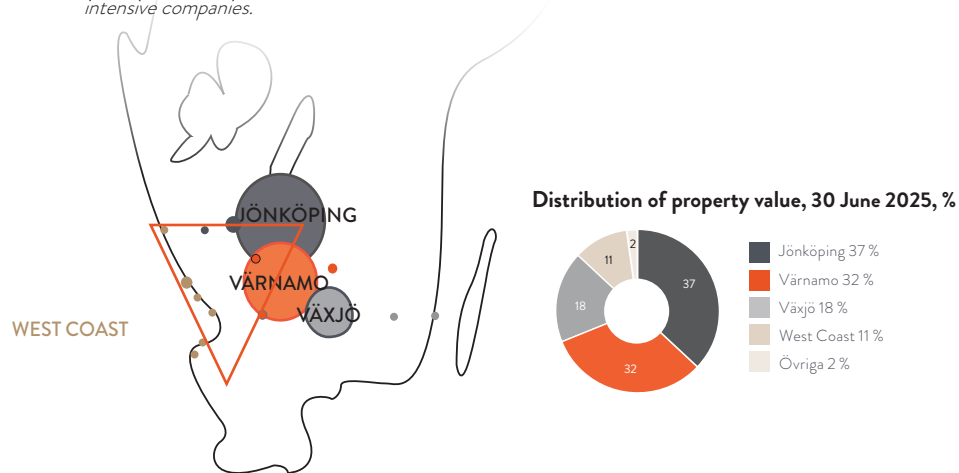 intensive companies.
JÖNKÖPING
VÄRNAMO
VÄXJÖ
WEST COAST
Distribution of property value, 30 June 2025, %
2
11
37
18
32
Jönköping 37 %
Värnamo 32 %
Växjö 18 %
West Coast 11 %
Övriga 2 %